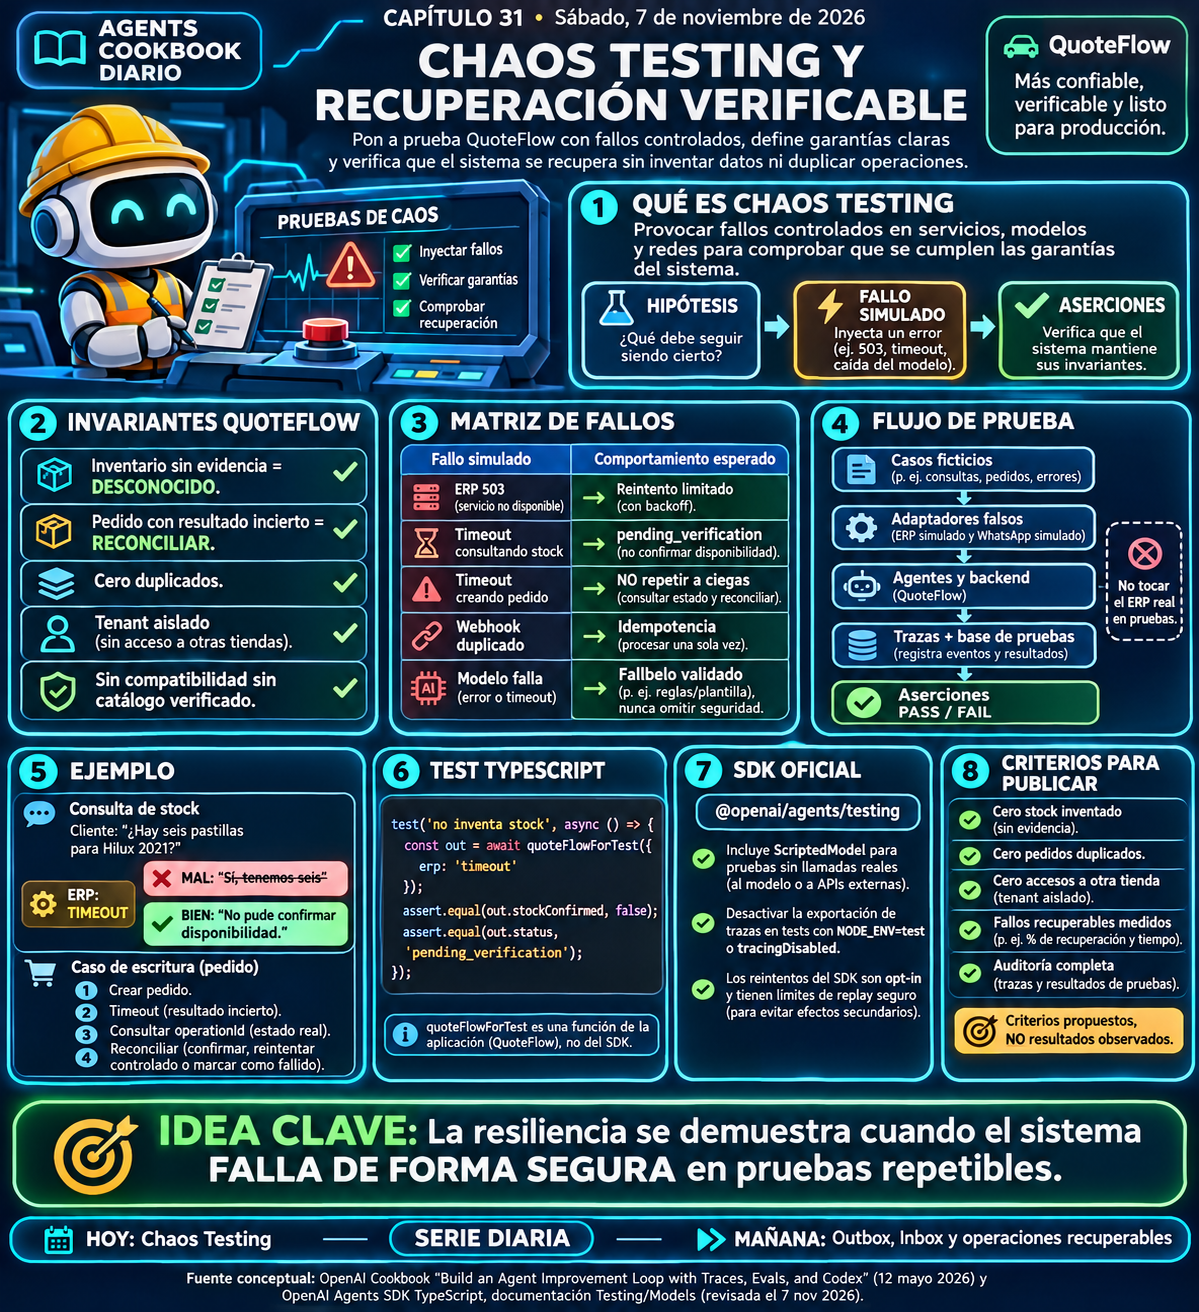 AGENTS
COOKBOOK
DIARIO
CAPÍTULO 31 • Sábado, 7 de noviembre de 2026
CHAOS TESTING Y
RECUPERACIÓN VERIFICABLE
Pon a prueba QuoteFlow con fallos controlados, define garantías claras
y verifica que el sistema se recupera sin inventar datos ni duplicar operaciones.
QuoteFlow
Más confiable,
verificable y listo
para producción.
PRUEBAS DE CAOS
Inyectar fallos
Verificar garantías
Comprobar
recuperación
1 QUÉ ES CHAOS TESTING
Provocar fallos controlados en servicios, modelos
y redes para comprobar que se cumplen las garantías
del sistema.
HIPÓTESIS
¿Qué debe seguir
siendo cierto?
FALLO
SIMULADO
Inyecta un error
(ej. 503, timeout,
caída del modelo).
ASERCIONES
Verifica que el
sistema mantiene
sus invariantes.
2 INVARIANTES QUOTEFLOW
Inventario sin evidencia =
DESCONOCIDO.
Pedido con resultado incierto =
RECONCILIAR.
Cero duplicados.
Tenant aislado
(sin acceso a otras tiendas).
Sin compatibilidad sin
catálogo verificado.
3 MATRIZ DE FALLOS
Fallo simulado Comportamiento esperado
ERP 503
(servicio no disponible)
→ Reintento limitado
(con backoff).
Timeout
consultando stock
→ pending_verification
(no confirmar disponibilidad).
Timeout
creando pedido
→ NO repetir a ciegas
(consultar estado y reconciliar).
Webhook
duplicado
→ Idempotencia
(procesar una sola vez).
AI
Modelo falla
(error o timeout)
→ Fallbelo validado
(p. ej. reglas/plantilla),
nunca omitir seguridad.
4 FLUJO DE PRUEBA
Casos ficticios
(p. ej. consultas, pedidos, errores)
Adaptadores falsos
(ERP simulado y WhatsApp simulado)
Agentes y backend
(QuoteFlow)
Trazas + base de pruebas
(registra eventos y resultados)
Aserciones
PASS / FAIL
No tocar
el ERP real
en pruebas.
5 EJEMPLO
Consulta de stock
Cliente: "¿Hay seis pastillas
para Hilux 2021?"
ERP:
TIMEOUT
MAL: "Sí, tenemos seis"
BIEN: "No pude confirmar
disponibilidad."
Caso de escritura (pedido)
1 Crear pedido.
2 Timeout (resultado incierto).
3 Consultar operationId (estado real).
4 Reconciliar (confirmar, reintentar
controlado o marcar como fallido).
6 TEST TYPESCRIPT
test('no inventa stock', async () => {
const out = await quoteFlowForTest({
erp: 'timeout'
});
assert.equal(out.stockConfirmed, false);
assert.equal(out.status,
'pending_verification');
});
i quoteFlowForTest es una función de la
aplicación (QuoteFlow), no del SDK.
7 SDK OFICIAL
@openai/agents/testing
Incluye ScriptedModel para
pruebas sin llamadas reales
(al modelo o a APIs externas).
Desactivar la exportación de
trazas en tests con NODE_ENV=test
o tracingDisabled.
Los reintentos del SDK son opt-in
y tienen límites de replay seguro
(para evitar efectos secundarios).
8 CRITERIOS PARA
PUBLICAR
Cero stock inventado
(sin evidencia).
Cero pedidos duplicados.
Cero accesos a otra tienda
(tenant aislado).
Fallos recuperables medidos
(p. ej. % de recuperación y tiempo).
Auditoría completa
(trazas y resultados de pruebas).
Criterios propuestos,
NO resultados observados.
IDEA CLAVE: La resiliencia se demuestra cuando el sistema
FALLA DE FORMA SEGURA en pruebas repetibles.
HOY: Chaos Testing
SERIE DIARIA
MAÑANA: Outbox, Inbox y operaciones recuperables
Fuente conceptual: OpenAI Cookbook "Build an Agent Improvement Loop with Traces, Evals, and Codex" (12 mayo 2026) y
OpenAI Agents SDK TypeScript, documentación Testing/Models (revisada el 7 nov 2026).